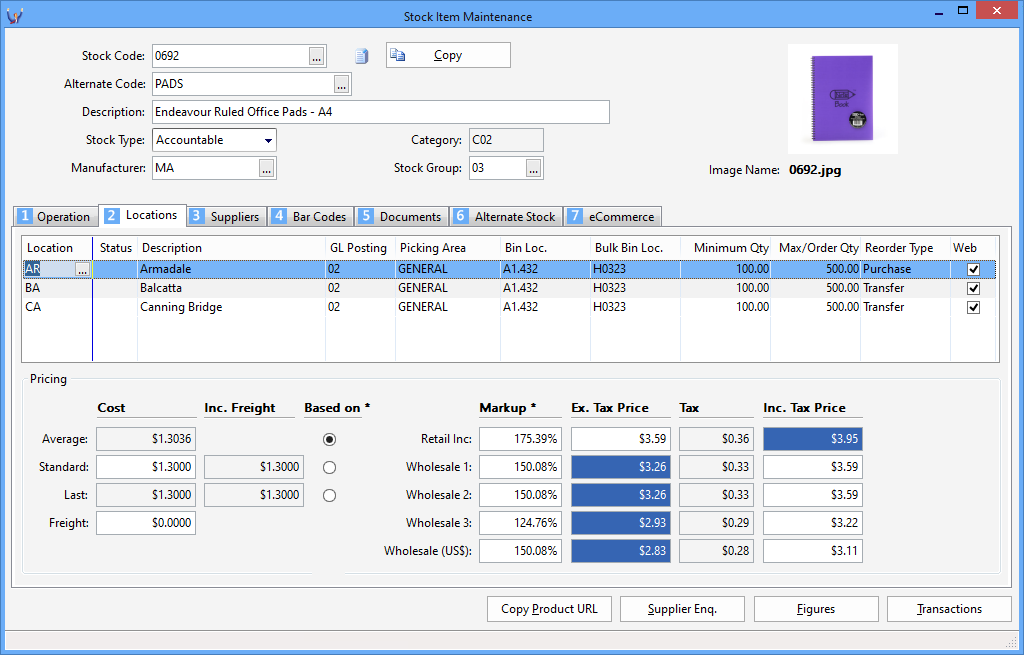 Stock Item Maintenance
Stock Code: 0692 ... Copy
Alternate Code: PADS ...
Description: Endeavour Ruled Office Pads - A4
Stock Type: Accountable Category: C02
Manufacturer: MA ... Stock Group: 03 ...
Book
Image Name: 0692.jpg
1 Operation 2 Locations 3 Suppliers 4 Bar Codes 5 Documents 6 Alternate Stock 7 eCommerce
Location Status Description GL Posting Picking Area Bin Loc. Bulk Bin Loc. Minimum Qty Max/Order Qty Reorder Type Web
AR ... Armadale 02 GENERAL A1.432 H0323 100.00 500.00 Purchase
BA Balcatta 02 GENERAL A1.432 H0323 100.00 500.00 Transfer
CA Canning Bridge 02 GENERAL A1.432 H0323 100.00 500.00 Transfer
Pricing
Cost Inc. Freight Based on * Markup * Ex. Tax Price Tax Inc. Tax Price
Average: $1.3036 Retail Inc: 175.39% $3.59 $0.36 $3.95
Standard: $1.3000 $1.3000 Wholesale 1: 150.08% $3.26 $0.33 $3.59
Last: $1.3000 $1.3000 Wholesale 2: 150.08% $3.26 $0.33 $3.59
Freight: $0.0000 Wholesale 3: 124.76% $2.93 $0.29 $3.22
Wholesale (US$): 150.08% $2.83 $0.28 $3.11
Copy Product URL Supplier Enq. Figures Transactions